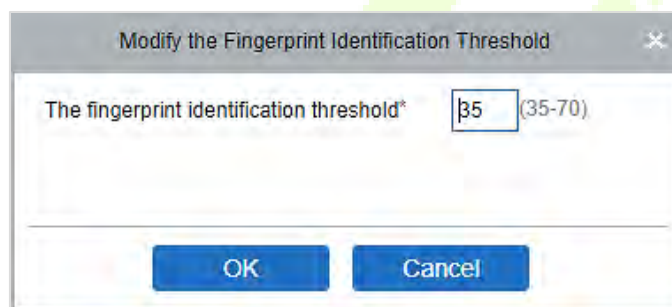 Modify the Fingerprint Identification Threshold
The fingerprint identification threshold* 35 (35-70)
OK Cancel